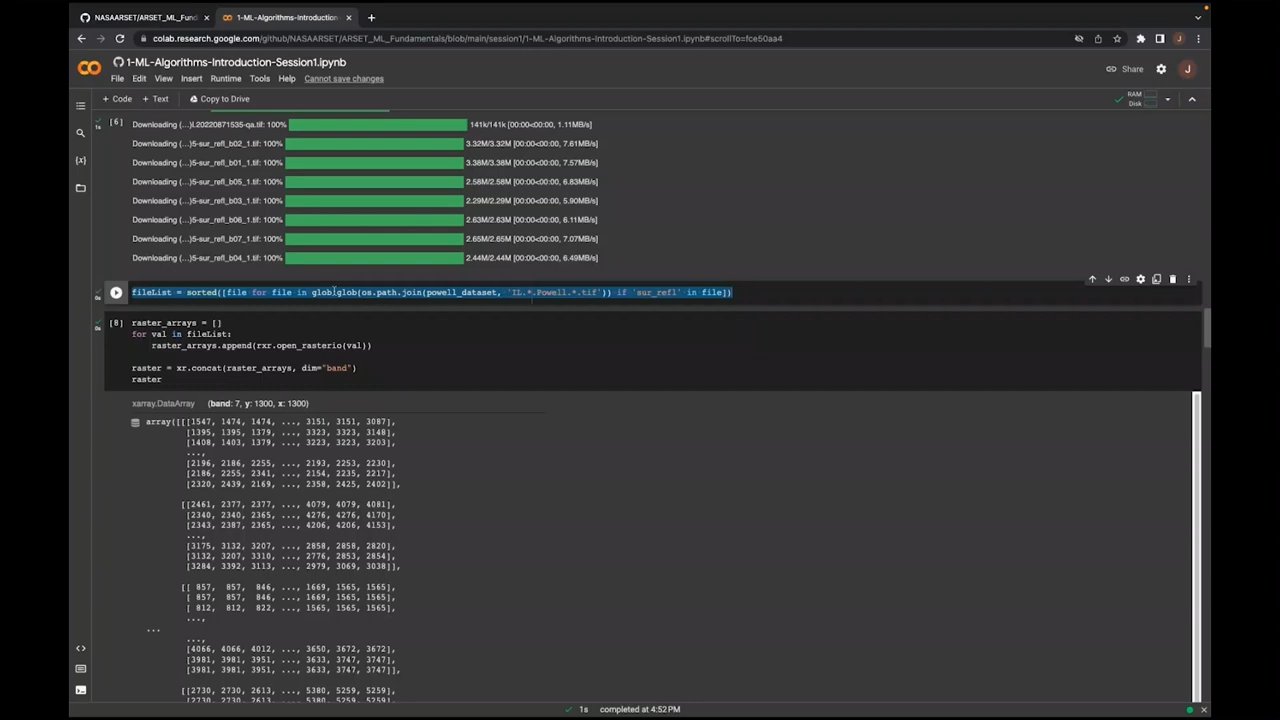 NASAARSET/ARSET_ML_Fund
1-ML-Algorithms-Introduction-
colab.research.google.com/github/NASAARSET/ARSET_ML_Fundamentals/blob/main/session1/1-ML-Algorithms-Introduction-Session1.ipynb#scrollTo=fce50aa4
1-ML-Algorithms-Introduction-Session1.ipynb
File Edit View Insert Runtime Tools Help Cannot save changes
Share
J
+ Code + Text Copy to Drive
RAM
Disk
[6]
1s
Downloading (…)l.20220871535-qa.tif: 100% 141k/141k [00:00<00:00, 1.11MB/s]
Downloading (…)5-sur_refl_b02_1.tif: 100% 3.32M/3.32M [00:00<00:00, 7.61MB/s]
Downloading (…)5-sur_refl_b01_1.tif: 100% 3.38M/3.38M [00:00<00:00, 7.57MB/s]
Downloading (…)5-sur_refl_b05_1.tif: 100% 2.58M/2.58M [00:00<00:00, 6.83MB/s]
Downloading (…)5-sur_refl_b03_1.tif: 100% 2.29M/2.29M [00:00<00:00, 5.90MB/s]
Downloading (…)5-sur_refl_b06_1.tif: 100% 2.63M/2.63M [00:00<00:00, 6.11MB/s]
Downloading (…)5-sur_refl_b07_1.tif: 100% 2.65M/2.65M [00:00<00:00, 7.07MB/s]
Downloading (…)5-sur_refl_b04_1.tif: 100% 2.44M/2.44M [00:00<00:00, 6.49MB/s]
fileList = sorted([file for file in glob.glob(os.path.join(powell_dataset, 'IL.*.Powell.*.tif')) if 'sur_refl' in file])
0s
[8] raster_arrays = []
0s
for val in fileList:
raster_arrays.append(rxr.open_rasterio(val))
raster = xr.concat(raster_arrays, dim="band")
raster
xarray.DataArray (band: 7, y: 1300, x: 1300)
array([[[1547, 1474, 1474, ..., 3151, 3151, 3087],
[1395, 1395, 1379, ..., 3323, 3323, 3148],
[1408, 1403, 1379, ..., 3223, 3223, 3203],
...,
[2196, 2186, 2255, ..., 2193, 2253, 2230],
[2186, 2255, 2341, ..., 2154, 2235, 2217],
[2320, 2439, 2169, ..., 2358, 2425, 2402]],
[[2461, 2377, 2377, ..., 4079, 4079, 4081],
[2340, 2340, 2365, ..., 4276, 4276, 4170],
[2343, 2387, 2365, ..., 4206, 4206, 4153],
...,
[3175, 3132, 3207, ..., 2858, 2858, 2820],
[3132, 3207, 3310, ..., 2776, 2853, 2854],
[3284, 3392, 3113, ..., 2979, 3069, 3038]],
[[ 857, 857, 846, ..., 1669, 1565, 1565],
[ 857, 857, 846, ..., 1565, 1565, 1565],
[ 812, 812, 822, ..., 1565, 1565, 1565],
...,
...
...,
[4066, 4066, 4012, ..., 3650, 3672, 3672],
[3981, 3981, 3951, ..., 3633, 3747, 3747],
[3981, 3981, 3951, ..., 3633, 3747, 3747]],
[[2730, 2730, 2613, ..., 5380, 5259, 5259],
1s completed at 4:52PM